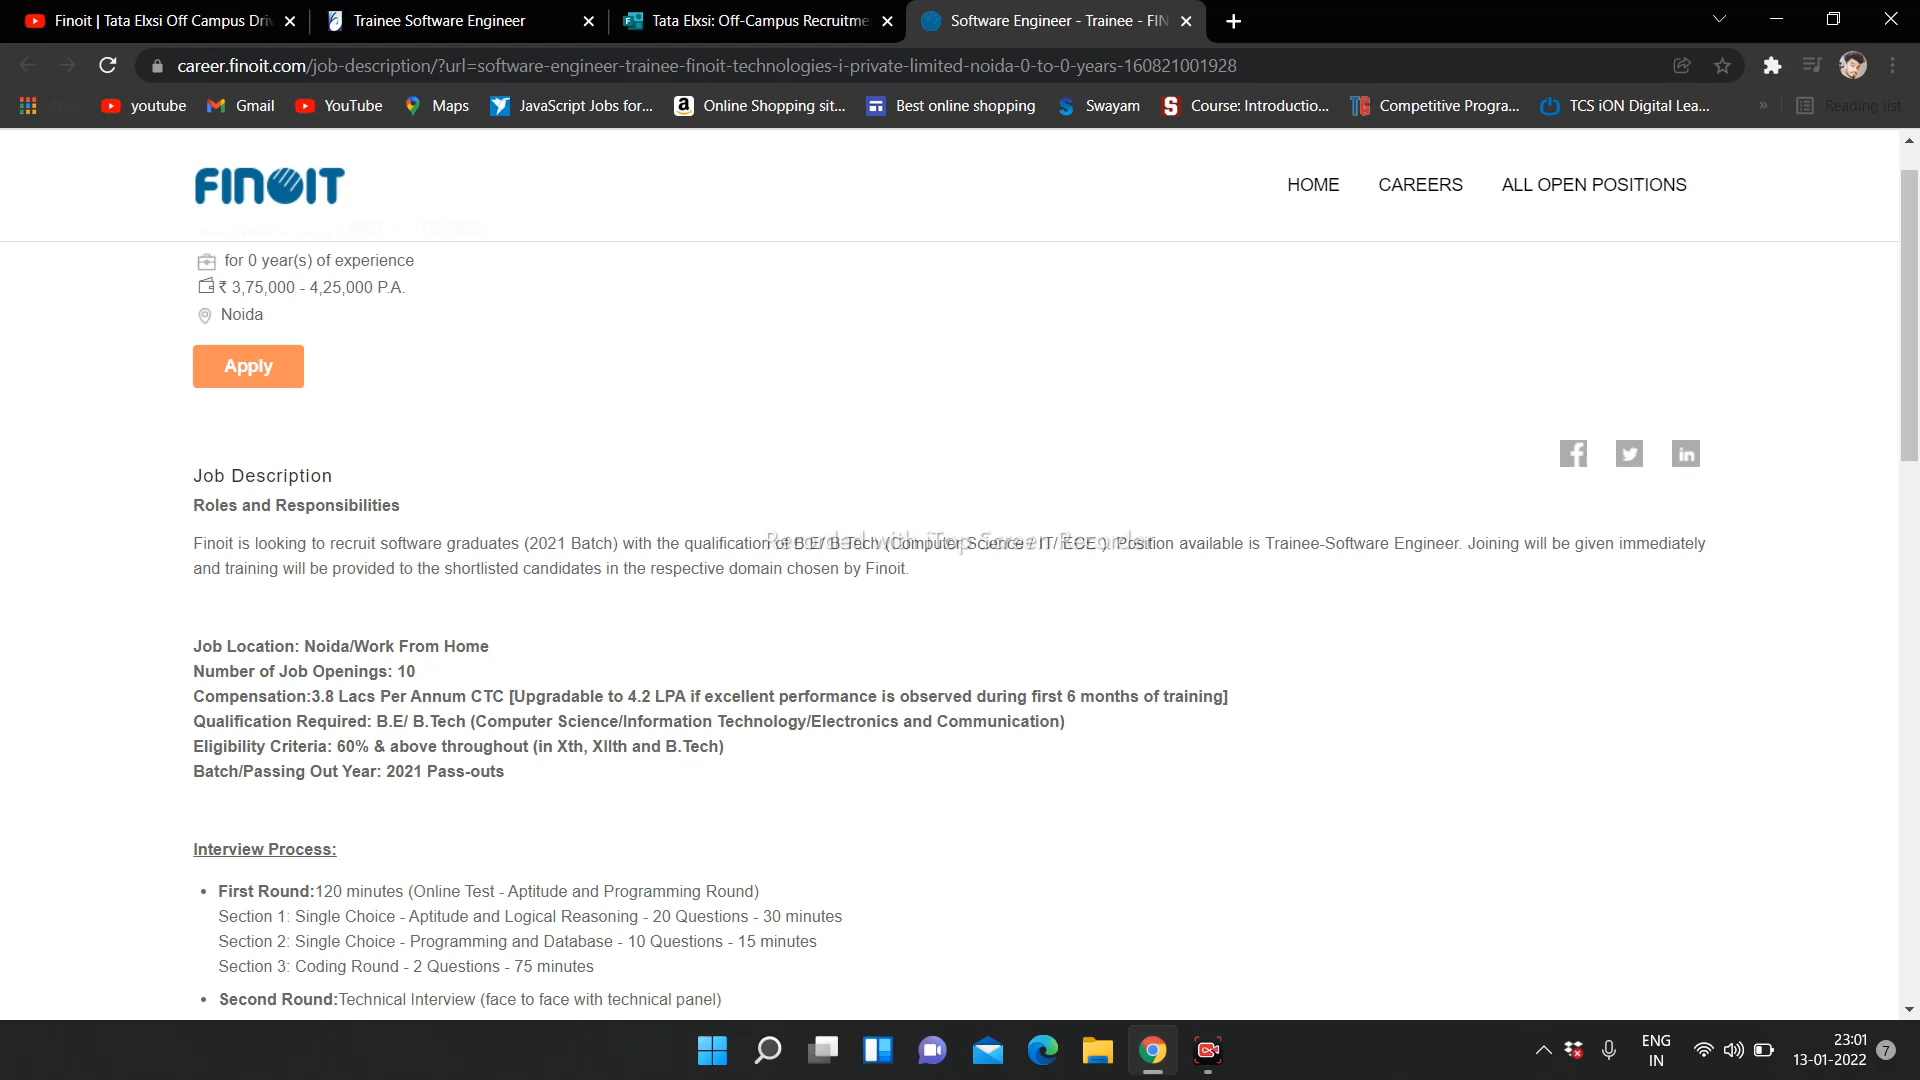 Finoit | Tata Elxsi Off Campus Driv
Trainee Software Engineer
Tata Elxsi: Off-Campus Recruitme
Software Engineer - Trainee - FIN
career.finoit.com/job-description/?url=software-engineer-trainee-finoit-technologies-i-private-limited-noida-0-to-0-years-160821001928
Apps
youtube
Gmail
YouTube
Maps
JavaScript Jobs for...
Online Shopping sit...
Best online shopping
Swayam
Course: Introductio...
Competitive Progra...
TCS iON Digital Lea...
»
Reading list
FINOIT
HOME
CAREERS
ALL OPEN POSITIONS
for 0 year(s) of experience
₹ 3,75,000 - 4,25,000 P.A.
Noida
Apply
Job Description
Roles and Responsibilities
Finoit is looking to recruit software graduates (2021 Batch) with the qualification of B.E/ B.Tech (Computer Science / IT/ ECE ). Position available is Trainee-Software Engineer. Joining will be given immediately
Recorded with iTop Screen Recorder
and training will be provided to the shortlisted candidates in the respective domain chosen by Finoit.
Job Location: Noida/Work From Home
Number of Job Openings: 10
Compensation:3.8 Lacs Per Annum CTC [Upgradable to 4.2 LPA if excellent performance is observed during first 6 months of training]
Qualification Required: B.E/ B.Tech (Computer Science/Information Technology/Electronics and Communication)
Eligibility Criteria: 60% & above throughout (in Xth, XIIth and B.Tech)
Batch/Passing Out Year: 2021 Pass-outs
Interview Process:
• First Round:120 minutes (Online Test - Aptitude and Programming Round)
Section 1: Single Choice - Aptitude and Logical Reasoning - 20 Questions - 30 minutes
Section 2: Single Choice - Programming and Database - 10 Questions - 15 minutes
Section 3: Coding Round - 2 Questions - 75 minutes
• Second Round:Technical Interview (face to face with technical panel)
ENG
IN
23:01
13-01-2022
7